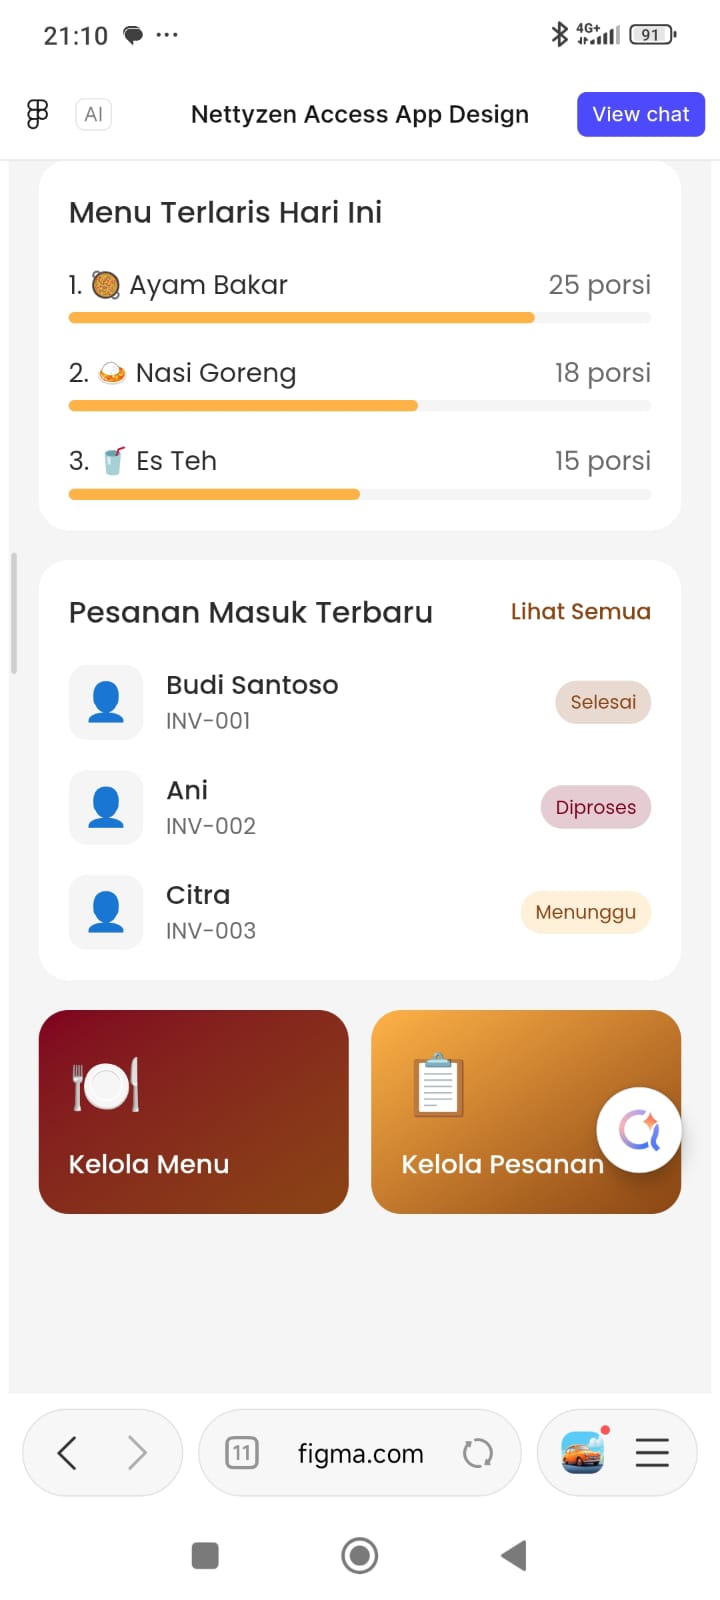 21:10
4G+
91
AI
Nettyzen Access App Design
View chat
Menu Terlaris Hari Ini
1. 🥘 Ayam Bakar
25 porsi
2. 🍛 Nasi Goreng
18 porsi
3. 🥤 Es Teh
15 porsi
Pesanan Masuk Terbaru
Lihat Semua
Budi Santoso
INV-001
Selesai
Ani
INV-002
Diproses
Citra
INV-003
Menunggu
Kelola Menu
Kelola Pesanan
11
figma.com